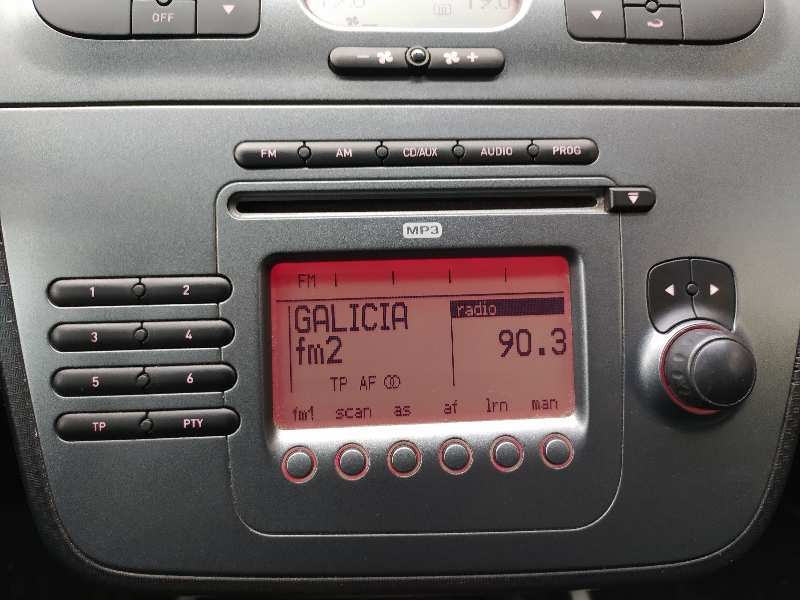 OFF
FM AM CD/AUX AUDIO PROG
MP3
1 2
3 4
5 6
TP PTY
FM
GALICIA
fm2
radio
90.3
TP AF
fm1 scan as af lrn man